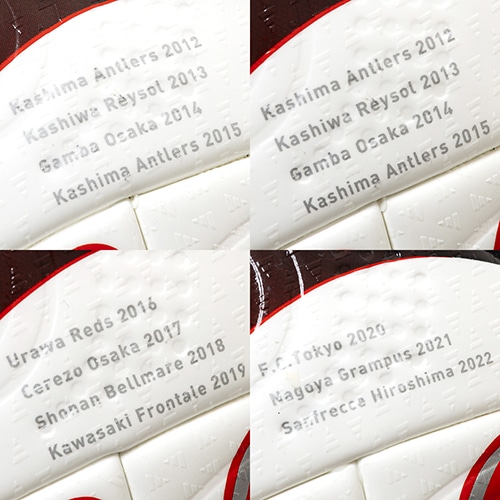 Kashima Antlers 2012
Kashiwa Reysol 2013
Gamba Osaka 2014
Kashima Antlers 2015
Kashima Antlers 2012
Kashiwa Reysol 2013
Gamba Osaka 2014
Kashima Antlers 2015
Urawa Reds 2016
Cerezo Osaka 2017
Shonan Bellmare 2018
Kawasaki Frontale 2019
F.C.Tokyo 2020
Nagoya Grampus 2021
Sanfrecce Hiroshima 2022